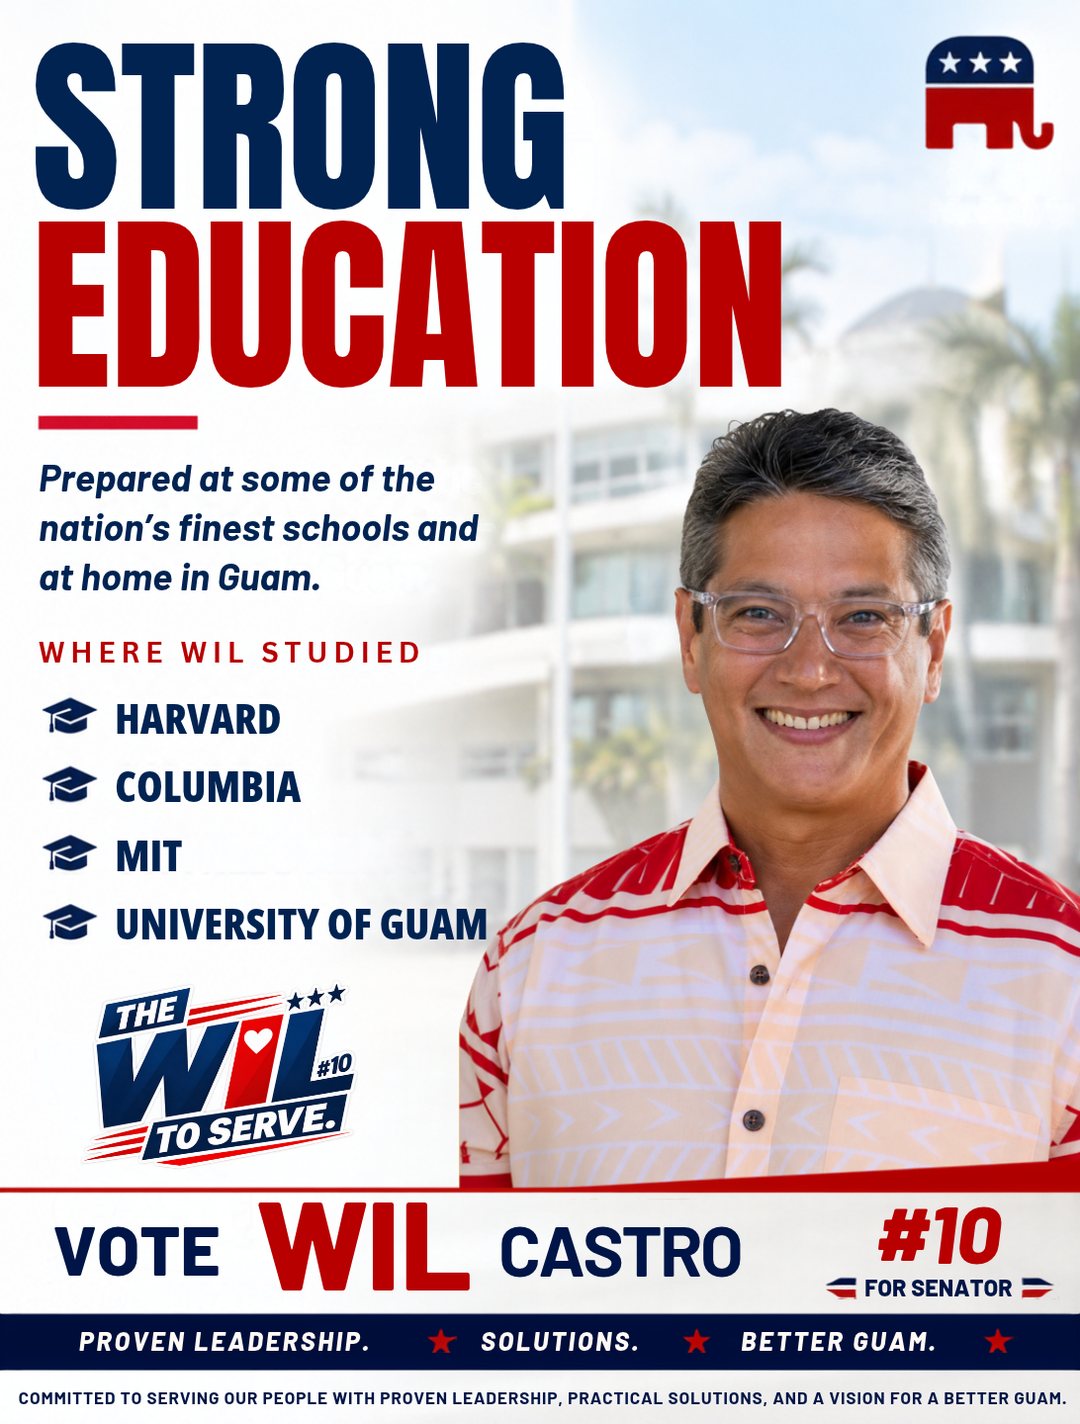 STRONG
EDUCATION
Prepared at some of the
nation’s finest schools and
at home in Guam.
WHERE WIL STUDIED
HARVARD
COLUMBIA
MIT
UNIVERSITY OF GUAM
THE
WIL
#10
TO SERVE.
VOTE WIL CASTRO
#10
FOR SENATOR
PROVEN LEADERSHIP. SOLUTIONS. BETTER GUAM.
COMMITTED TO SERVING OUR PEOPLE WITH PROVEN LEADERSHIP, PRACTICAL SOLUTIONS, AND A VISION FOR A BETTER GUAM.